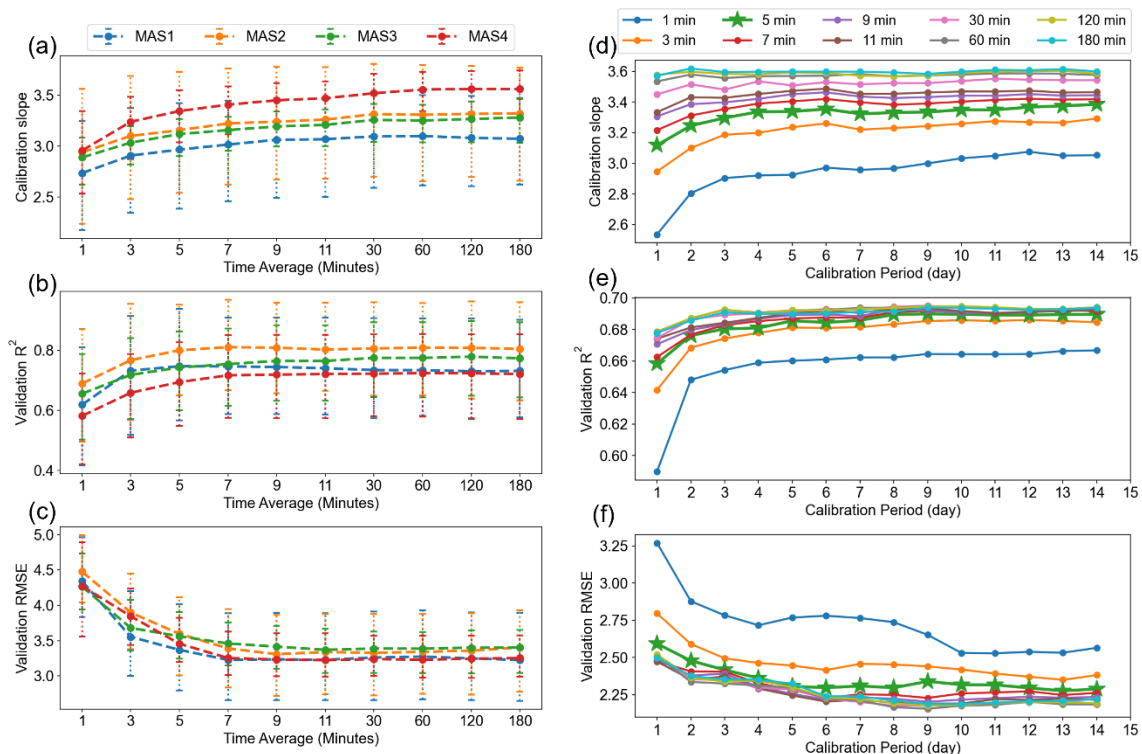 MAS1 MAS2 MAS3 MAS4
(a)
Calibration slope
3.5
3.0
2.5
1 3 5 7 9 11 30 60 120 180
Time Average (Minutes)
(b)
Validation R²
0.8
0.6
0.4
1 3 5 7 9 11 30 60 120 180
Time Average (Minutes)
(c)
Validation RMSE
5.0
4.5
4.0
3.5
3.0
1 3 5 7 9 11 30 60 120 180
Time Average (Minutes)
1 min 5 min 9 min 30 min 120 min
3 min 7 min 11 min 60 min 180 min
(d)
Calibration slope
3.6
3.4
3.2
3.0
2.8
2.6
1 2 3 4 5 6 7 8 9 10 11 12 13 14 15
Calibration Period (day)
(e)
Validation R²
0.70
0.68
0.66
0.64
0.62
0.60
1 2 3 4 5 6 7 8 9 10 11 12 13 14 15
Calibration Period (day)
(f)
Validation RMSE
3.25
3.00
2.75
2.50
2.25
1 2 3 4 5 6 7 8 9 10 11 12 13 14 15
Calibration Period (day)